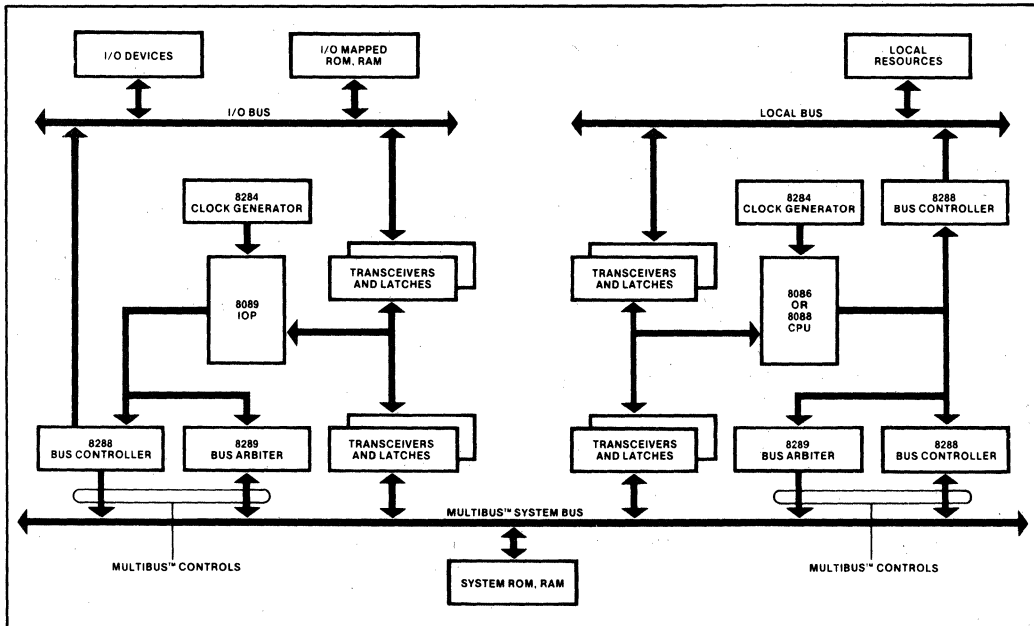 I/O DEVICES
I/O MAPPED
ROM, RAM
LOCAL
RESOURCES
I/O BUS
LOCAL BUS
8284
CLOCK GENERATOR
8284
CLOCK GENERATOR
8288
BUS CONTROLLER
TRANSCEIVERS
AND LATCHES
TRANSCEIVERS
AND LATCHES
8089
IOP
8086
OR
8088
CPU
8288
BUS CONTROLLER
8289
BUS ARBITER
TRANSCEIVERS
AND LATCHES
TRANSCEIVERS
AND LATCHES
8289
BUS ARBITER
8288
BUS CONTROLLER
MULTIBUS™ SYSTEM BUS
MULTIBUS™ CONTROLS
SYSTEM ROM, RAM
MULTIBUS™ CONTROLS